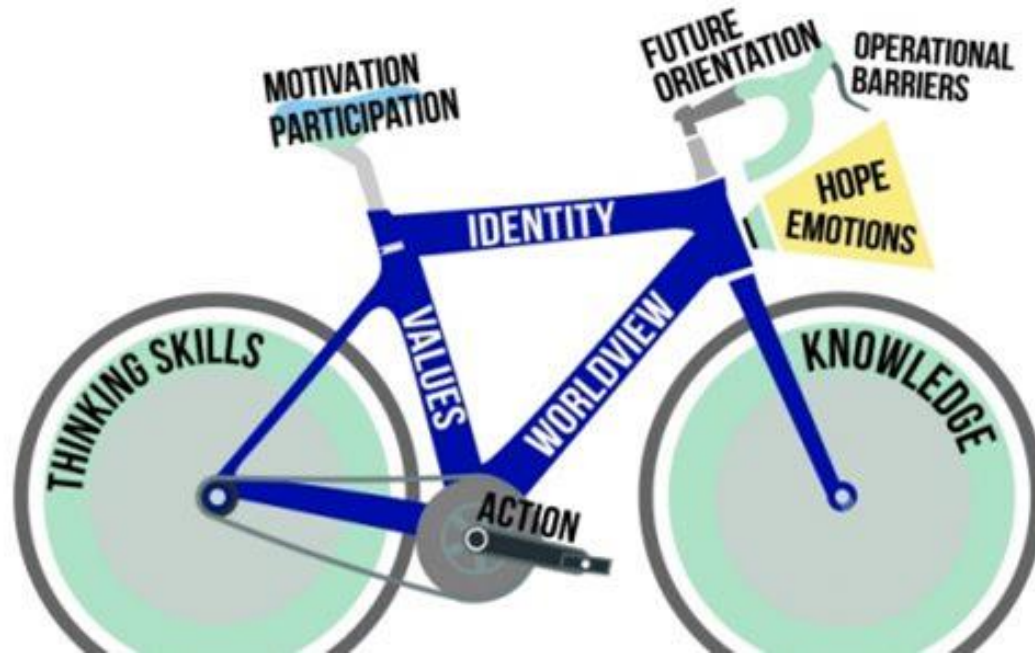 MOTIVATION
PARTICIPATION
FUTURE
ORIENTATION
OPERATIONAL
BARRIERS
HOPE
EMOTIONS
IDENTITY
VALUES
WORLDVIEW
THINKING SKILLS
KNOWLEDGE
ACTION